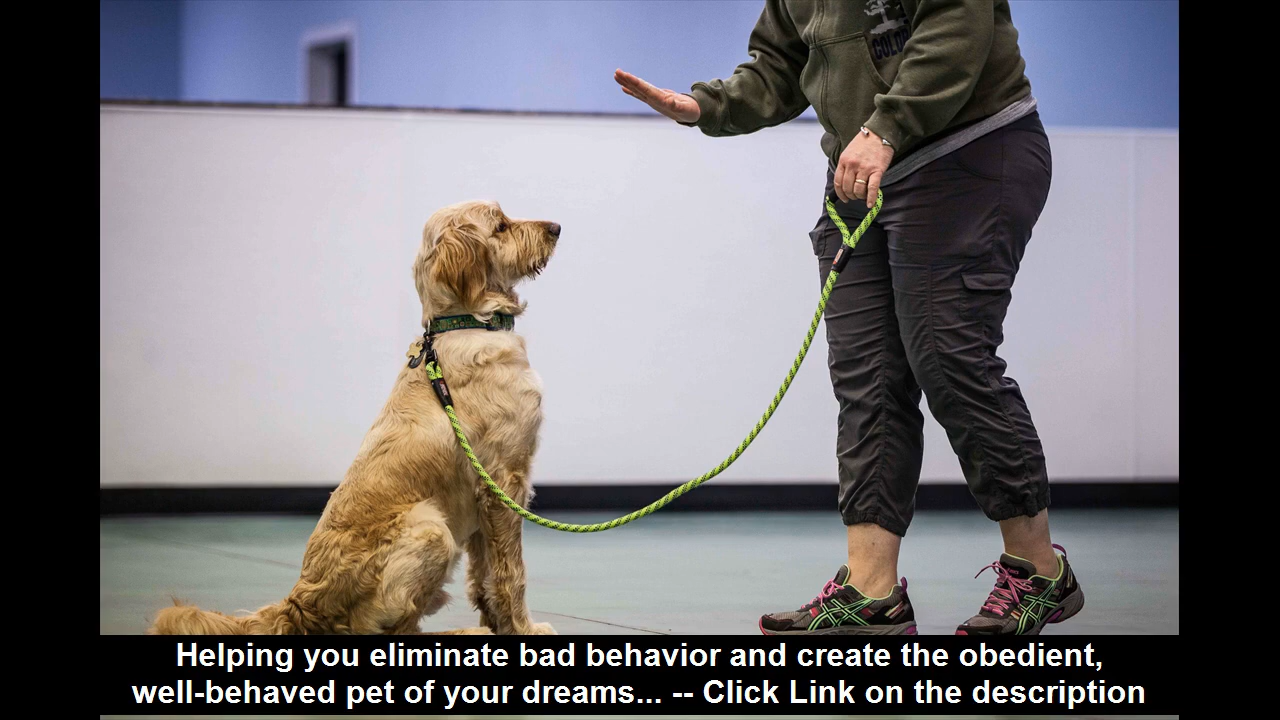 COLOR
Helping you eliminate bad behavior and create the obedient,
well-behaved pet of your dreams... -- Click Link on the description